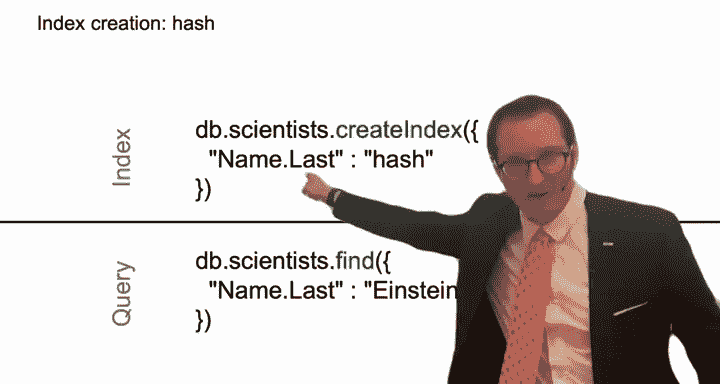 Index creation: hash
Index
db.scientists.createIndex({
"Name.Last" : "hash"
})
Query
db.scientists.find({
"Name.Last" : "Einstein
})